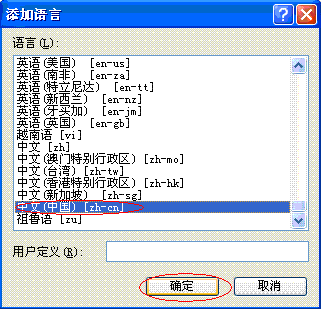 添加语言
语言(L):
英语(美国) [en-us]
英语(南非) [en-za]
英语(特立尼达) [en-tt]
英语(新西兰) [en-nz]
英语(牙买加) [en-jm]
英语(英国) [en-gb]
越南语 [vi]
中文 [zh]
中文(澳门特别行政区) [zh-mo]
中文(台湾) [zh-tw]
中文(香港特别行政区) [zh-hk]
中文(新加坡) [zh-sg]
中文(中国) [zh-cn]
祖鲁语 [zu]
用户定义(R):
确定 取消